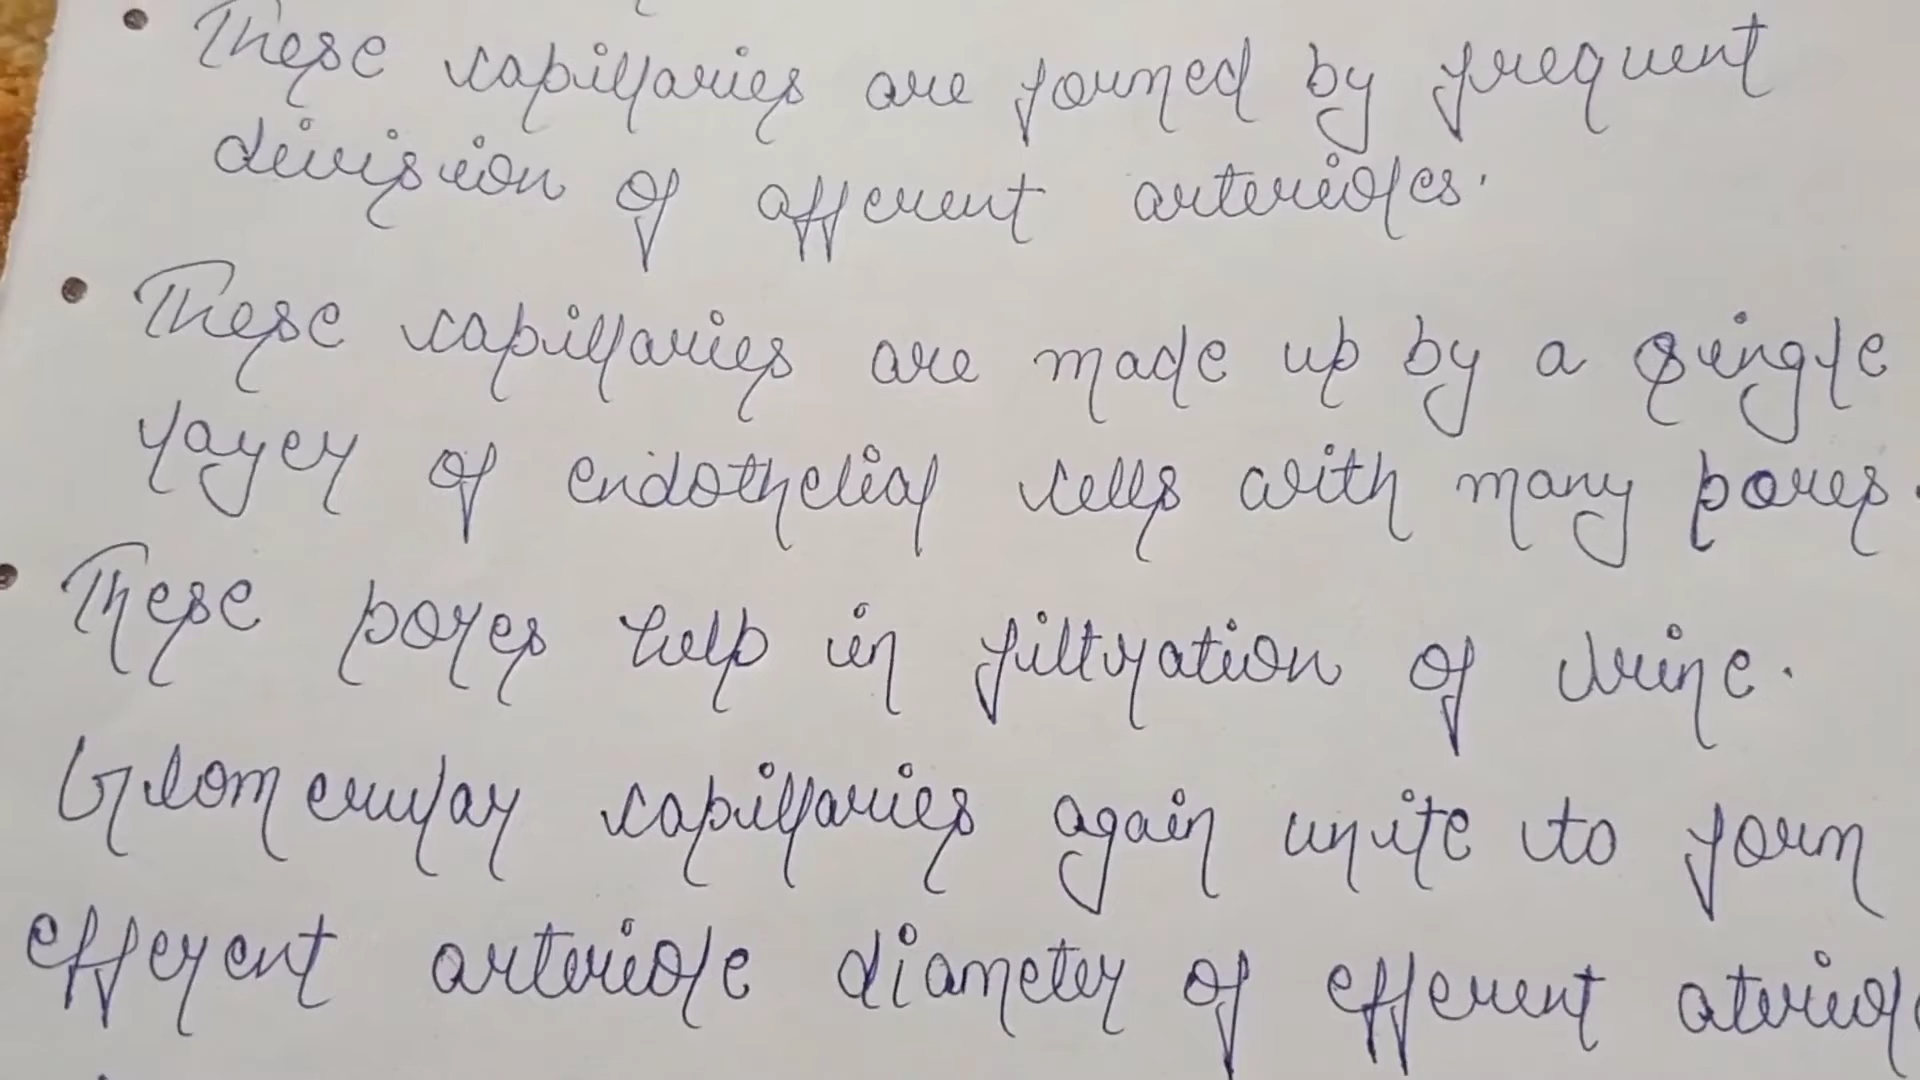 • These capillaries are formed by frequent
division of afferent arterioles.
• These capillaries are made up by a single
layer of endothelial cells with many pores.
• These pores help in filtration of urine.
Glomerular capillaries again unite to form
efferent arteriole diameter of efferent ateriol